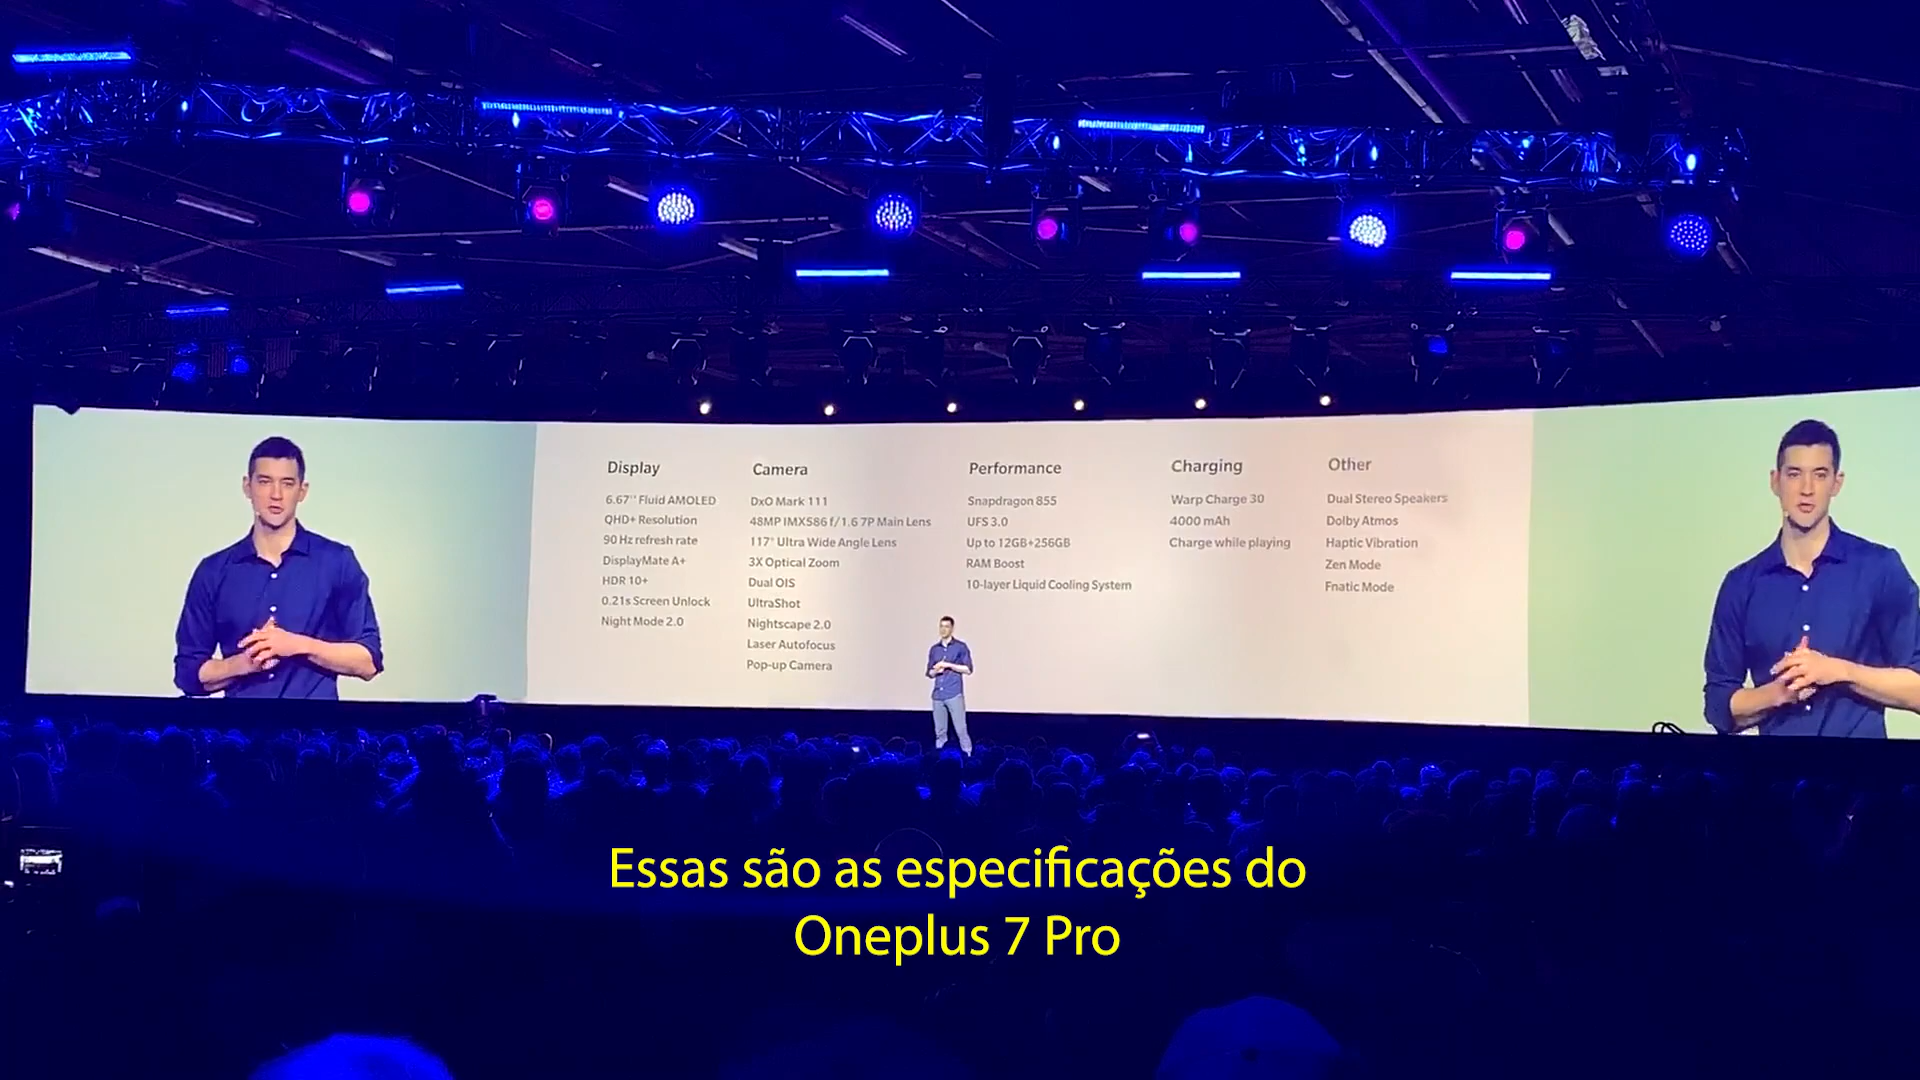 Display
6.67'' Fluid AMOLED
QHD+ Resolution
90 Hz refresh rate
DisplayMate A+
HDR 10+
0.21s Screen Unlock
Night Mode 2.0
Camera
DxO Mark 111
48MP IMX586 f/1.6 7P Main Lens
117° Ultra Wide Angle Lens
3X Optical Zoom
Dual OIS
UltraShot
Nightscape 2.0
Laser Autofocus
Pop-up Camera
Performance
Snapdragon 855
UFS 3.0
Up to 12GB+256GB
RAM Boost
10-layer Liquid Cooling System
Charging
Warp Charge 30
4000 mAh
Charge while playing
Other
Dual Stereo Speakers
Dolby Atmos
Haptic Vibration
Zen Mode
Fnatic Mode
Essas são as especificações do
Oneplus 7 Pro